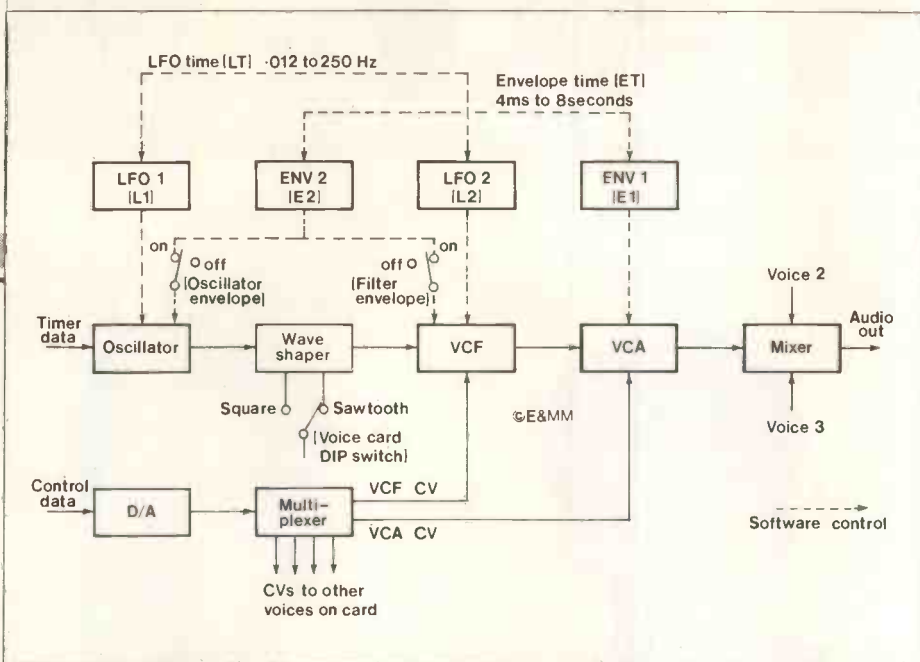 LFO time (LT) ·012 to 250 Hz
Envelope time (ET)
4ms to 8seconds
LFO 1
(L1)
ENV 2
(E2)
LFO 2
(L2)
ENV 1
(E1)
on
off
(Oscillator
envelope)
on
off
(Filter
envelope)
Timer
data
Oscillator
Wave
shaper
VCF
VCA
Voice 2
Mixer
Audio
out
Voice 3
Square
Sawtooth
(Voice card
DIP switch)
©E&MM
Control
data
D/A
Multi-
plexer
VCF CV
VCA CV
CVs to other
voices on card
Software control